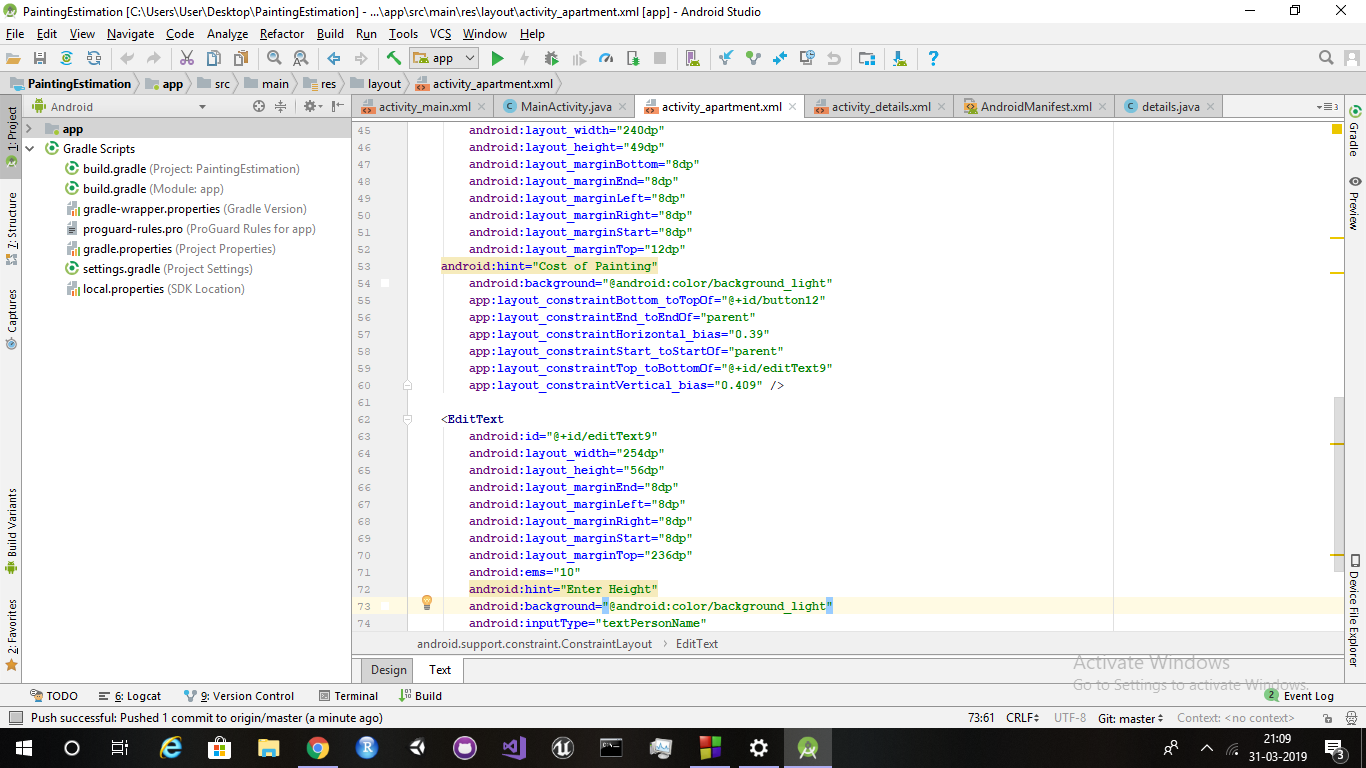 PaintingEstimation [C:\Users\User\Desktop\PaintingEstimation] - ...\app\src\main\res\layout\activity_apartment.xml [app] - Android Studio
File Edit View Navigate Code Analyze Refactor Build Run Tools VCS Window Help
app
PaintingEstimation app src main res layout activity_apartment.xml
Android
activity_main.xml MainActivity.java activity_apartment.xml activity_details.xml AndroidManifest.xml details.java
3
1: Project
7: Structure
Captures
Build Variants
2: Favorites
app
Gradle Scripts
build.gradle (Project: PaintingEstimation)
build.gradle (Module: app)
gradle-wrapper.properties (Gradle Version)
proguard-rules.pro (ProGuard Rules for app)
gradle.properties (Project Properties)
settings.gradle (Project Settings)
local.properties (SDK Location)
45 android:layout_width="240dp"
46 android:layout_height="49dp"
47 android:layout_marginBottom="8dp"
48 android:layout_marginEnd="8dp"
49 android:layout_marginLeft="8dp"
50 android:layout_marginRight="8dp"
51 android:layout_marginStart="8dp"
52 android:layout_marginTop="12dp"
53 android:hint="Cost of Painting"
54 android:background="@android:color/background_light"
55 app:layout_constraintBottom_toTopOf="@+id/button12"
56 app:layout_constraintEnd_toEndOf="parent"
57 app:layout_constraintHorizontal_bias="0.39"
58 app:layout_constraintStart_toStartOf="parent"
59 app:layout_constraintTop_toBottomOf="@+id/editText9"
60 app:layout_constraintVertical_bias="0.409" />
61
62 <EditText
63 android:id="@+id/editText9"
64 android:layout_width="254dp"
65 android:layout_height="56dp"
66 android:layout_marginEnd="8dp"
67 android:layout_marginLeft="8dp"
68 android:layout_marginRight="8dp"
69 android:layout_marginStart="8dp"
70 android:layout_marginTop="236dp"
71 android:ems="10"
72 android:hint="Enter Height"
73 android:background="@android:color/background_light"
74 android:inputType="textPersonName"
android.support.constraint.ConstraintLayout EditText
Design Text
Gradle
Preview
Device File Explorer
Activate Windows
Go to Settings to activate Windows.
TODO 6: Logcat 9: Version Control Terminal Build 2 Event Log
Push successful: Pushed 1 commit to origin/master (a minute ago) 73:61 CRLF UTF-8 Git: master Context: <no context>
21:09
31-03-2019
3